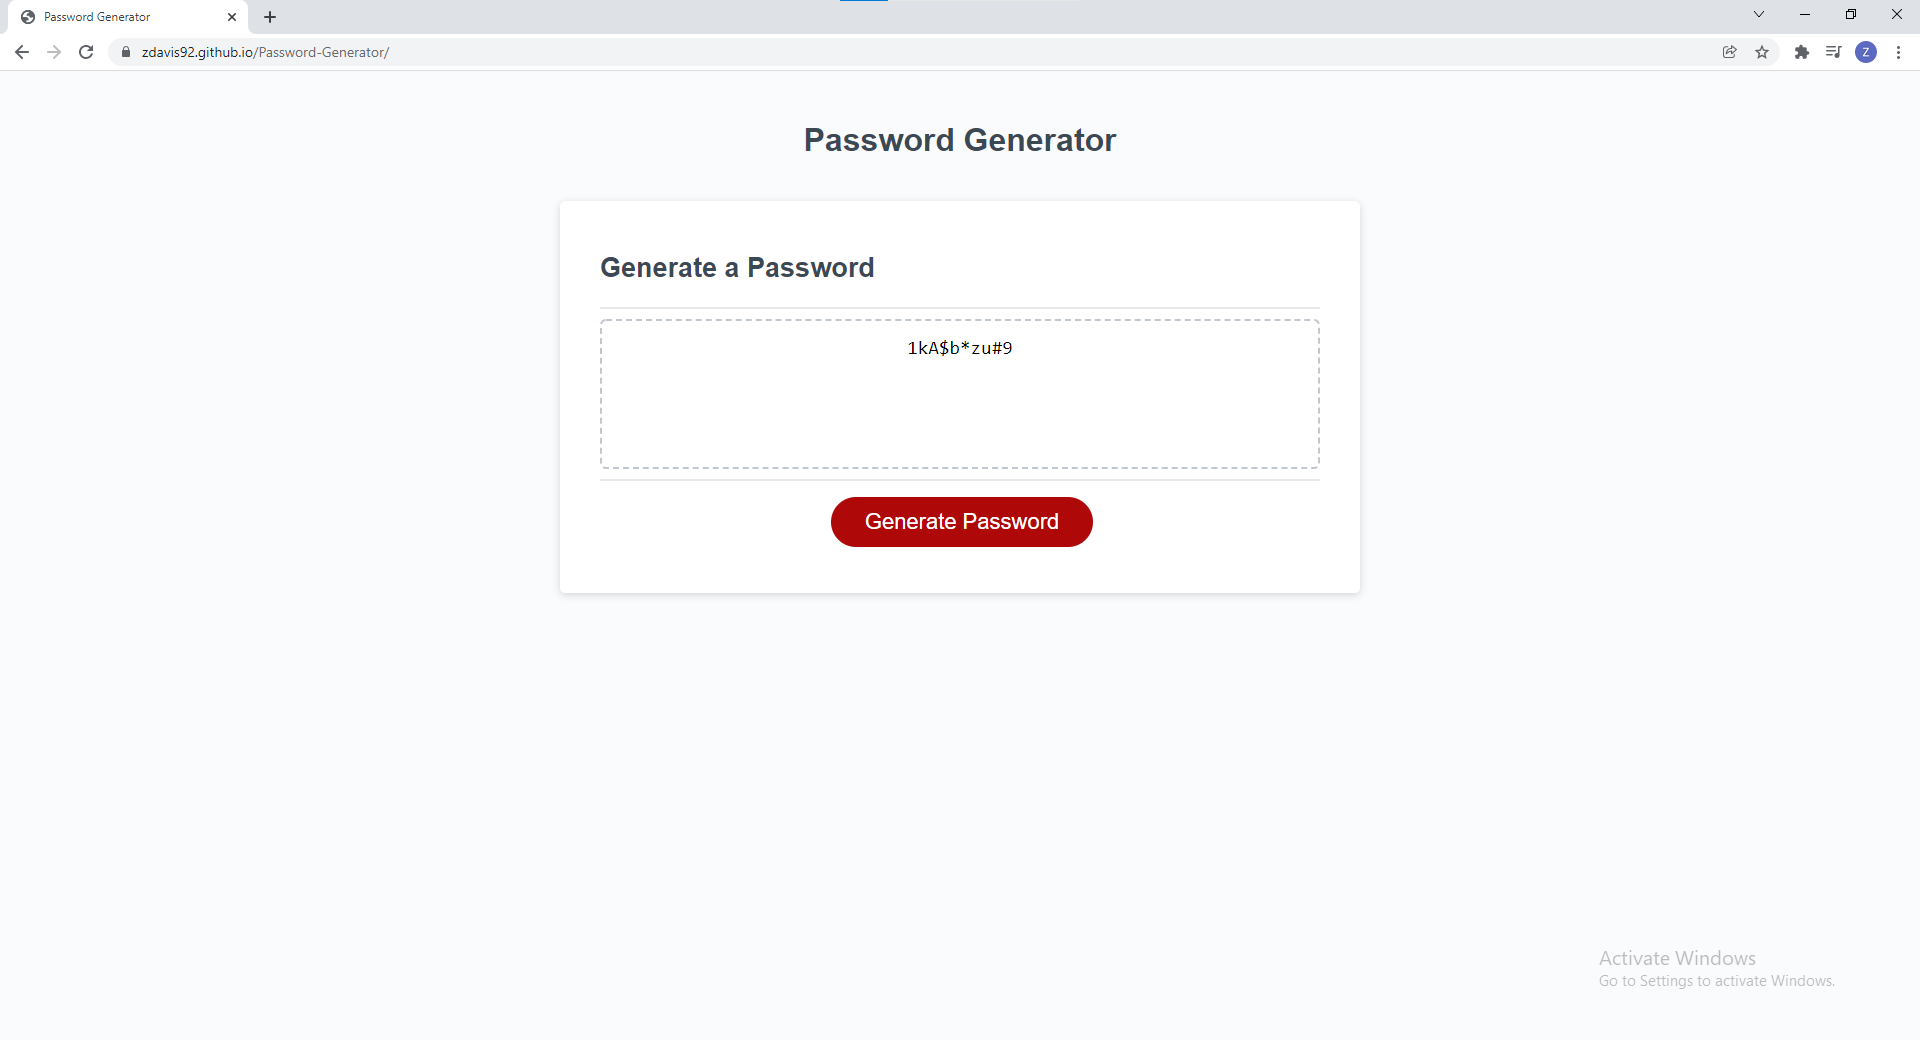 Password Generator
zdavis92.github.io/Password-Generator/
Z
Password Generator
Generate a Password
1kA$b*zu#9
Generate Password
Activate Windows
Go to Settings to activate Windows.